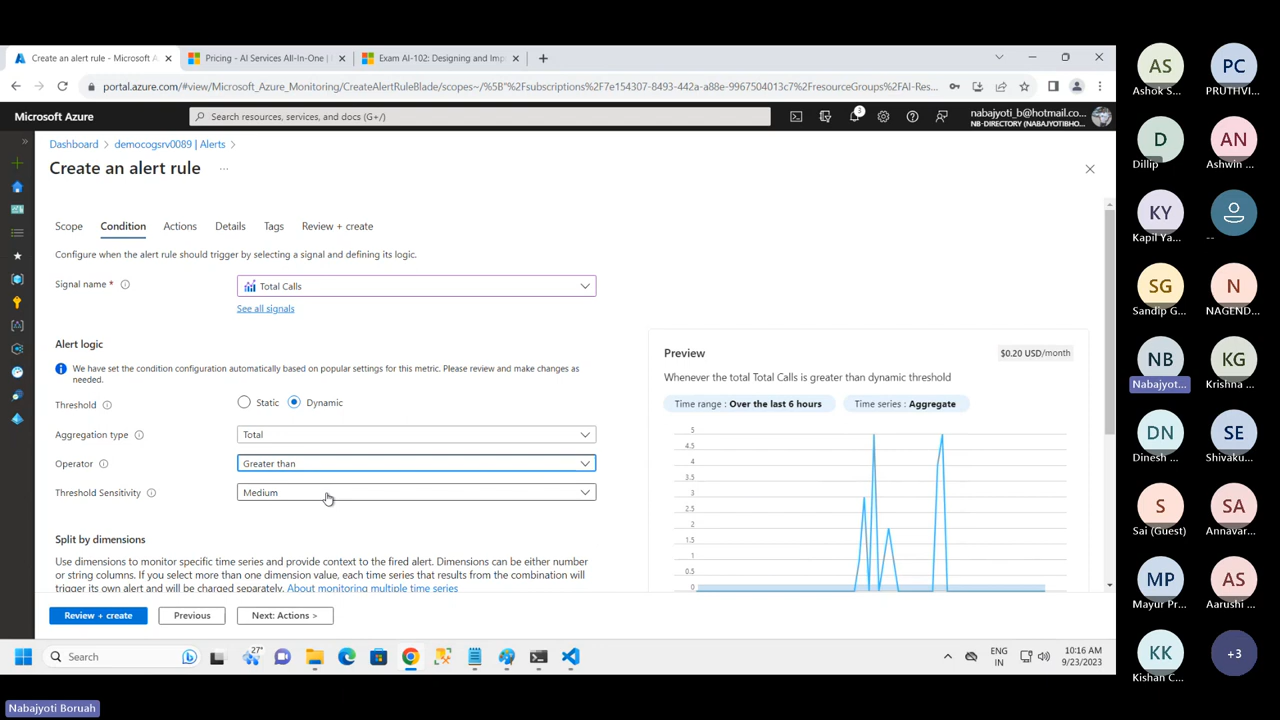 Create an alert rule - Microsoft A
Pricing - AI Services All-In-One |
Exam AI-102: Designing and Imp
portal.azure.com/#view/Microsoft_Azure_Monitoring/CreateAlertRuleBlade/scopes~/%5B"%2Fsubscriptions%2F7e154307-8493-442a-a88e-9967504013c7%2FresourceGroups%2FAI-Res...
Microsoft Azure
Search resources, services, and docs (G+/)
3
nabajyoti_b@hotmail.co...
NB-DIRECTORY (NABAJYOTIBHO...
Dashboard > democogsrv0089 | Alerts >
Create an alert rule ...
Scope
Condition
Actions
Details
Tags
Review + create
Configure when the alert rule should trigger by selecting a signal and defining its logic.
Signal name *
Total Calls
See all signals
Alert logic
We have set the condition configuration automatically based on popular settings for this metric. Please review and make changes as
needed.
Threshold
Static
Dynamic
Aggregation type
Total
Operator
Greater than
Threshold Sensitivity
Medium
Split by dimensions
Use dimensions to monitor specific time series and provide context to the fired alert. Dimensions can be either number
or string columns. If you select more than one dimension value, each time series that results from the combination will
trigger its own alert and will be charged separately. About monitoring multiple time series
Preview
$0.20 USD/month
Whenever the total Total Calls is greater than dynamic threshold
Time range : Over the last 6 hours
Time series : Aggregate
5
4.5
4
3.5
3
2.5
2
1.5
1
0.5
0
Review + create
Previous
Next: Actions >
Search
27°
ENG
IN
10:16 AM
9/23/2023
AS
Ashok S...
PC
PRUTHVI...
D
Dillip
AN
Ashwin ...
KY
Kapil Ya...
--
SG
Sandip G...
N
NAGEND...
NB
Nabajyot...
KG
Krishna ...
DN
Dinesh ...
SE
Shivaku...
S
Sai (Guest)
SA
Annavar...
MP
Mayur Pr...
AS
Aarushi ...
KK
Kishan C...
+3
Nabajyoti Boruah